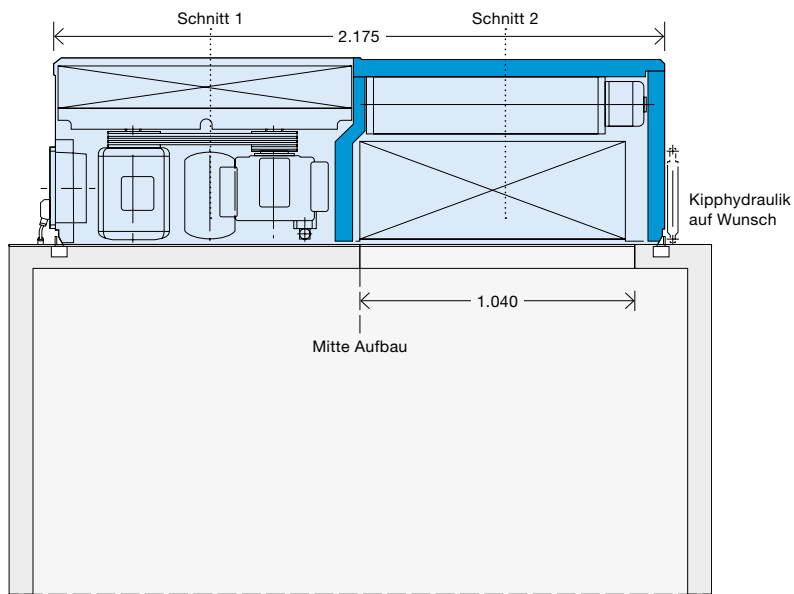 Schnitt 1
Schnitt 2
2.175
Kipphydraulik
auf Wunsch
1.040
Mitte Aufbau